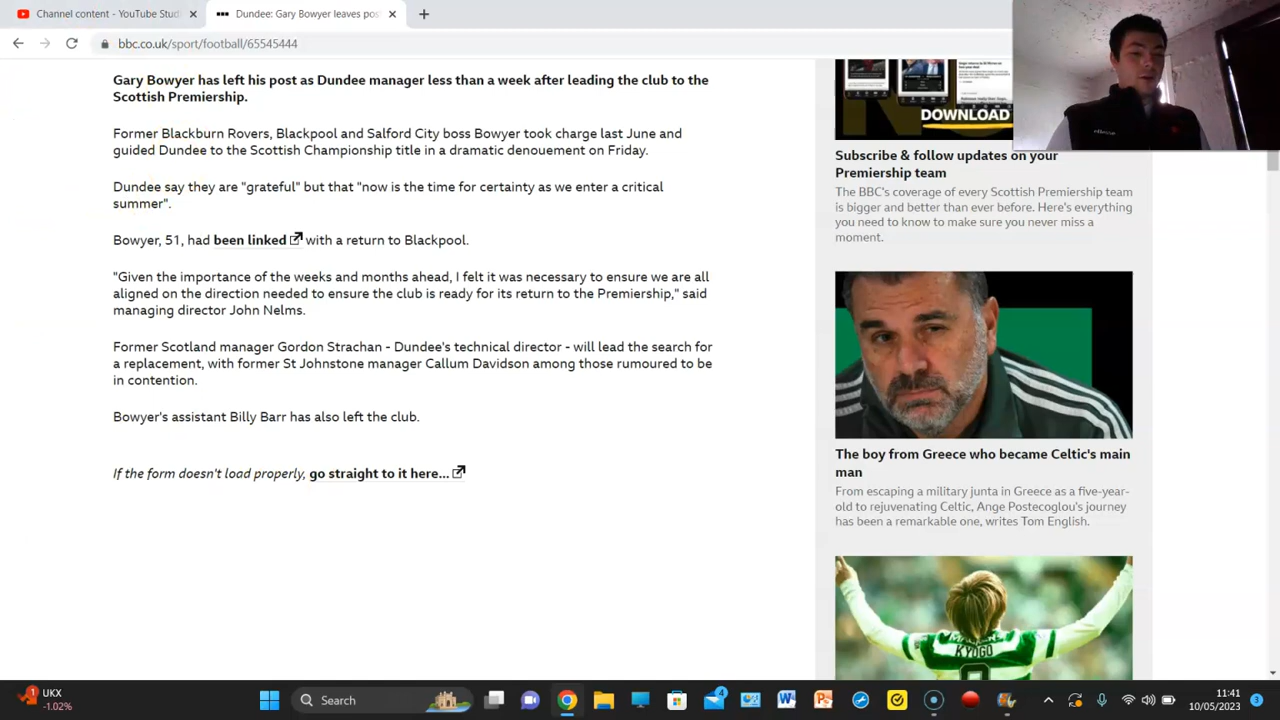 Channel content - YouTube Stud
Dundee: Gary Bowyer leaves pos
bbc.co.uk/sport/football/65545444
Gary Bowyer has left his post as Dundee manager less than a week after leading the club to the
Scottish Premiership.
Former Blackburn Rovers, Blackpool and Salford City boss Bowyer took charge last June and
guided Dundee to the Scottish Championship title in a dramatic denouement on Friday.
Dundee say they are "grateful" but that "now is the time for certainty as we enter a critical
summer".
Bowyer, 51, had been linked with a return to Blackpool.
"Given the importance of the weeks and months ahead, I felt it was necessary to ensure we are all
aligned on the direction needed to ensure the club is ready for its return to the Premiership," said
managing director John Nelms.
Former Scotland manager Gordon Strachan - Dundee's technical director - will lead the search for
a replacement, with former St Johnstone manager Callum Davidson among those rumoured to be
in contention.
Bowyer's assistant Billy Barr has also left the club.
If the form doesn't load properly, go straight to it here...
DOWNLOAD
Subscribe & follow updates on your
Premiership team
The BBC's coverage of every Scottish Premiership team
is bigger and better than ever before. Here's everything
you need to know to make sure you never miss a
moment.
The boy from Greece who became Celtic's main
man
From escaping a military junta in Greece as a five-year-
old to rejuvenating Celtic, Ange Postecoglou's journey
has been a remarkable one, writes Tom English.
KYOGO
ellesse
1
UKX
-1.02%
Search
4
11:41
10/05/2023
3